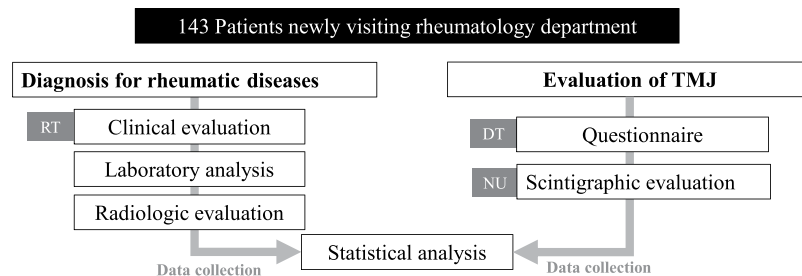 143 Patients newly visiting rheumatology department
Diagnosis for rheumatic diseases
RT
Clinical evaluation
Laboratory analysis
Radiologic evaluation
Evaluation of TMJ
DT
Questionnaire
NU
Scintigraphic evaluation
Statistical analysis
Data collection
Data collection